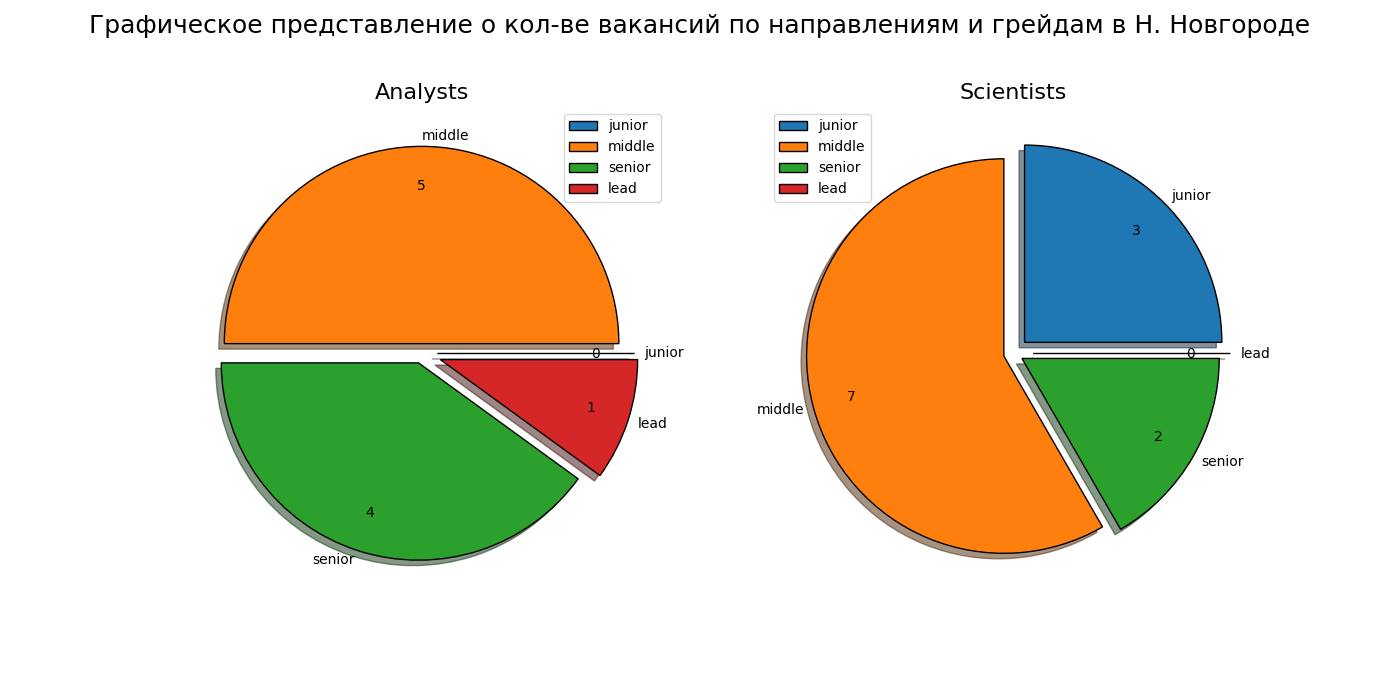 Графическое представление о кол-ве вакансий по направлениям и грейдам в Н. Новгороде
Analysts
junior
middle
senior
lead
middle
5
0
junior
1
lead
4
senior
Scientists
junior
middle
senior
lead
junior
3
0
lead
middle
7
2
senior